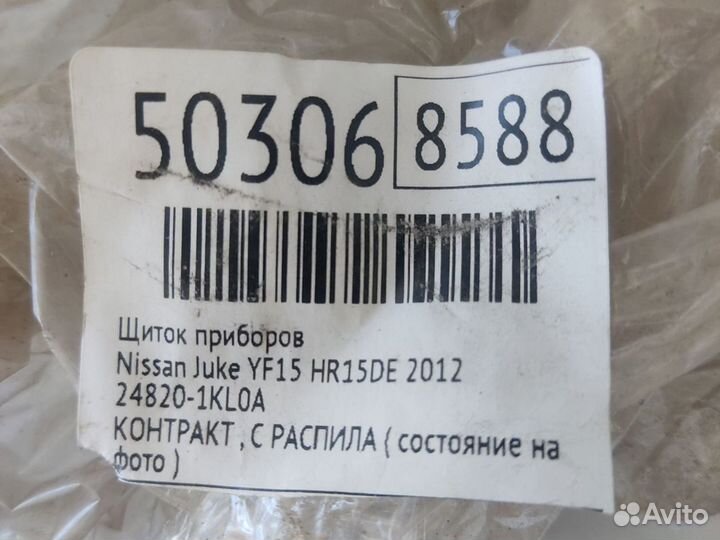 50306 8588
Щиток приборов
Nissan Juke YF15 HR15DE 2012
24820-1KL0A
КОНТРАКТ , С РАСПИЛА ( состояние на
фото )
Avito